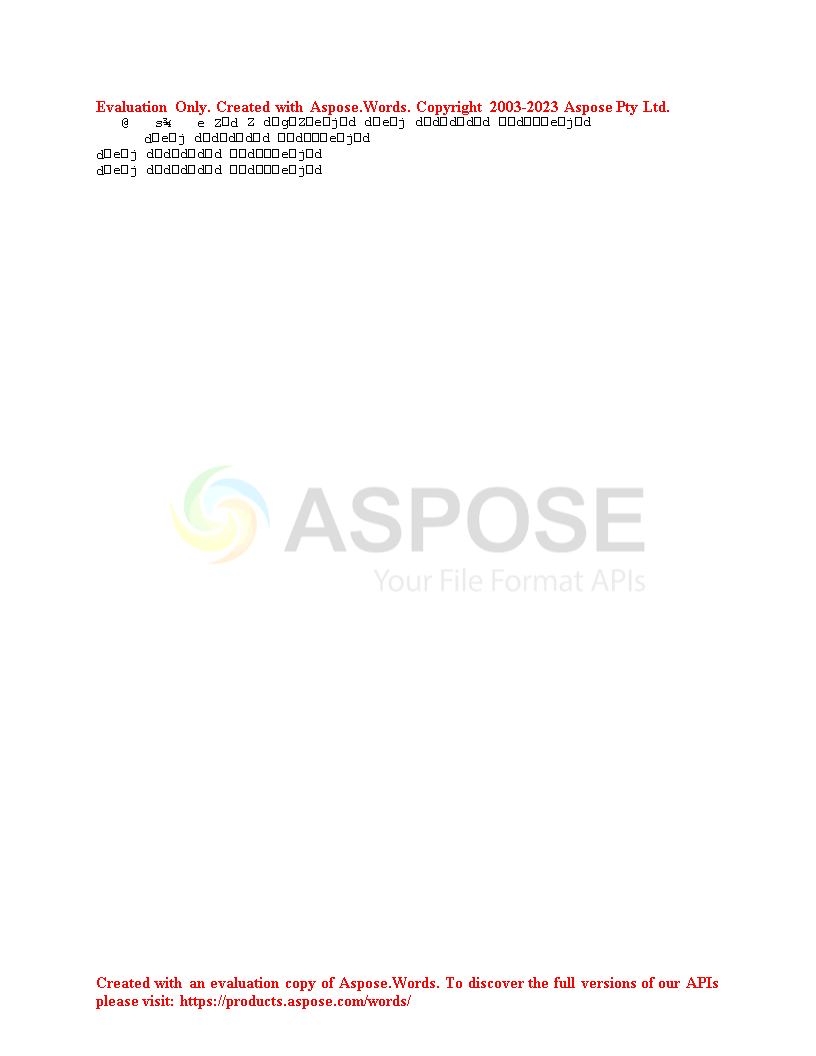 Evaluation Only. Created with Aspose.Words. Copyright 2003-2023 Aspose Pty Ltd.
@ s¾ e Z□d Z d□g□Z□e□j□d d□e□j d□d□d□d□d □□d□□□e□j□d
d□e□j d□d□d□d□d □□d□□□e□j□d
d□e□j d□d□d□d□d □□d□□□e□j□d
d□e□j d□d□d□d□d □□d□□□e□j□d
ASPOSE
Your File Format APIs
Created with an evaluation copy of Aspose.Words. To discover the full versions of our APIs
please visit: https://products.aspose.com/words/